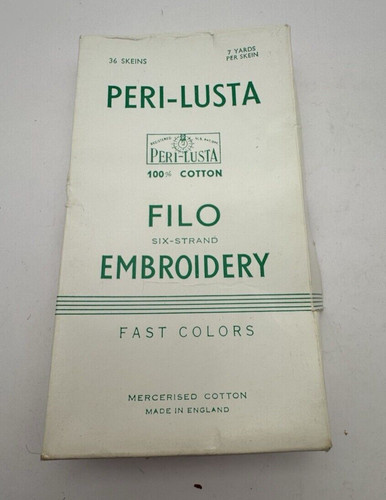 36 SKEINS
7 YARDS
PER SKEIN
PERI-LUSTA
REGISTERED
PERI-LUSTA
100% COTTON
FILO
SIX-STRAND
EMBROIDERY
FAST COLORS
MERCERISED COTTON
MADE IN ENGLAND